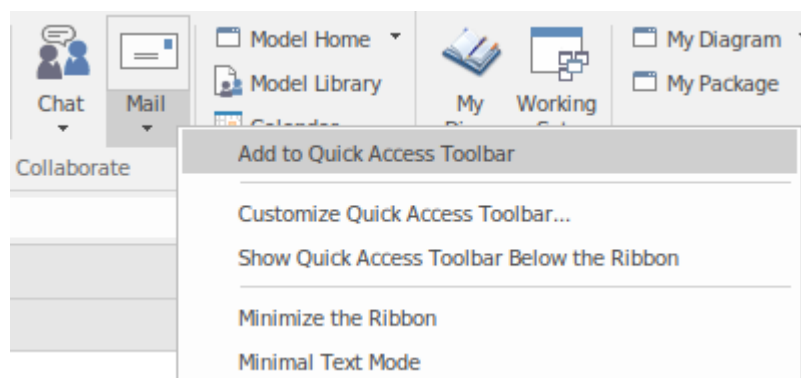 Model Home
My Diagram
Model Library
My Package
Chat
Mail
My
Working
Calendar
Collaborate
Add to Quick Access Toolbar
Customize Quick Access Toolbar...
Show Quick Access Toolbar Below the Ribbon
Minimize the Ribbon
Minimal Text Mode